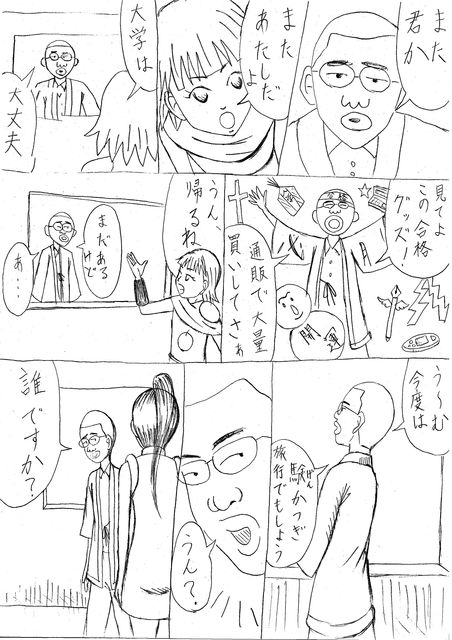 また
君か
また
あたしだ
よ
大学は
大丈夫
見てよ
この合格
グッズ!
通販で大量
買いしてさぁ
うん、
帰るね
まだある
けど
あ…
う〜む
今度は
験かつぎ
げん
旅行でもしよう
うん?
誰ですか?